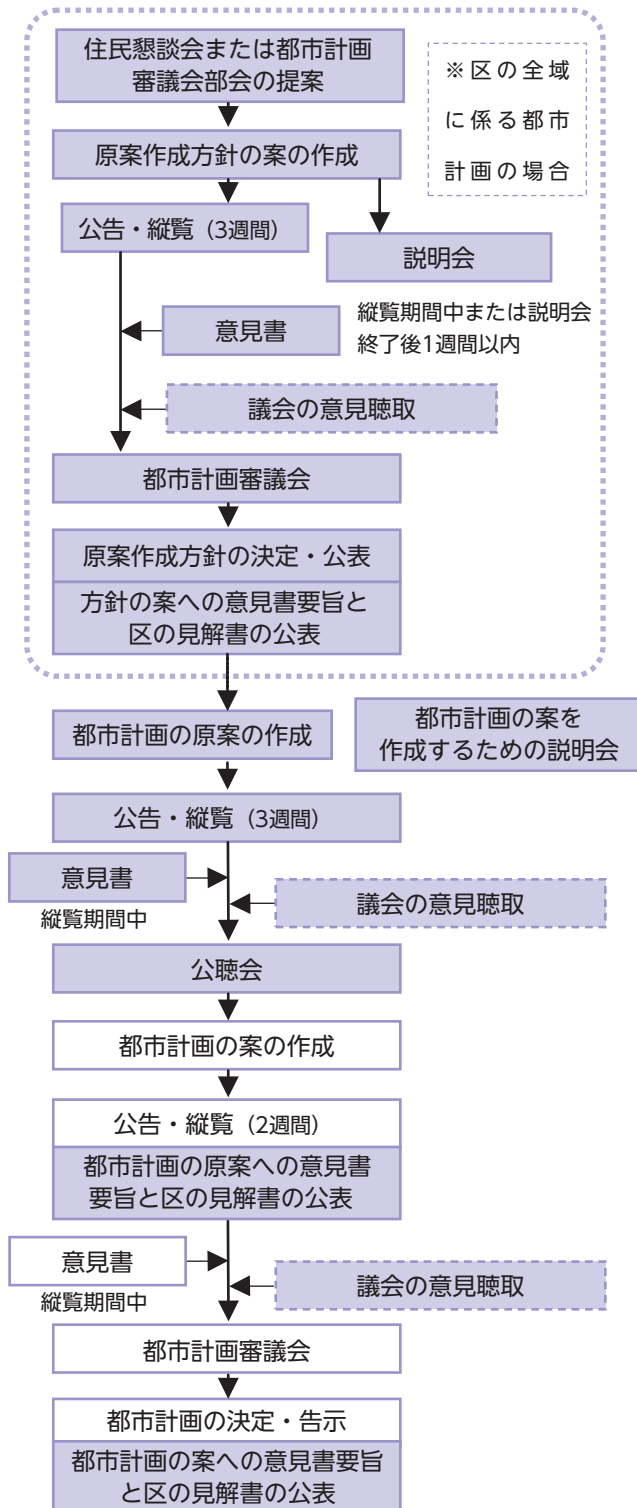 住民懇談会または都市計画
審議会部会の提案
※区の全域
に係る都市
計画の場合
原案作成方針の案の作成
公告・縦覧（3週間）
説明会
意見書
縦覧期間中または説明会
終了後1週間以内
議会の意見聴取
都市計画審議会
原案作成方針の決定・公表
方針の案への意見書要旨と
区の見解書の公表
都市計画の原案の作成
都市計画の案を
作成するための説明会
公告・縦覧（3週間）
意見書
縦覧期間中
議会の意見聴取
公聴会
都市計画の案の作成
公告・縦覧（2週間）
都市計画の原案への意見書
要旨と区の見解書の公表
意見書
縦覧期間中
議会の意見聴取
都市計画審議会
都市計画の決定・告示
都市計画の案への意見書要旨
と区の見解書の公表